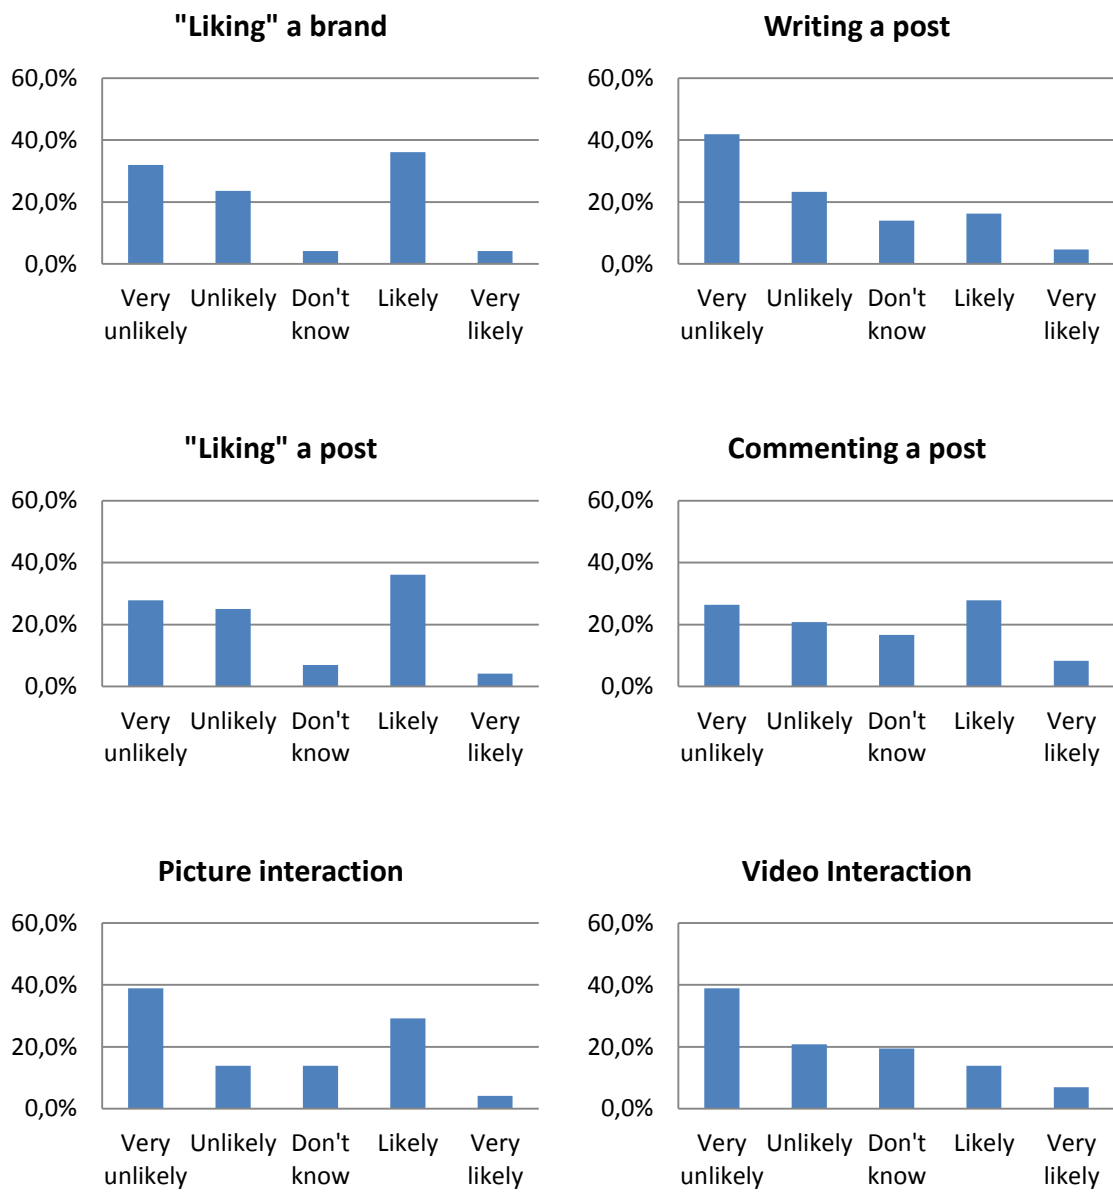 "Liking" a brand
60,0%
40,0%
20,0%
0,0%
Very Unlikely Don't Likely Very
unlikely know likely
Writing a post
60,0%
40,0%
20,0%
0,0%
Very Unlikely Don't Likely Very
unlikely know likely
"Liking" a post
60,0%
40,0%
20,0%
0,0%
Very Unlikely Don't Likely Very
unlikely know likely
Commenting a post
60,0%
40,0%
20,0%
0,0%
Very Unlikely Don't Likely Very
unlikely know likely
Picture interaction
60,0%
40,0%
20,0%
0,0%
Very Unlikely Don't Likely Very
unlikely know likely
Video Interaction
60,0%
40,0%
20,0%
0,0%
Very Unlikely Don't Likely Very
unlikely know likely